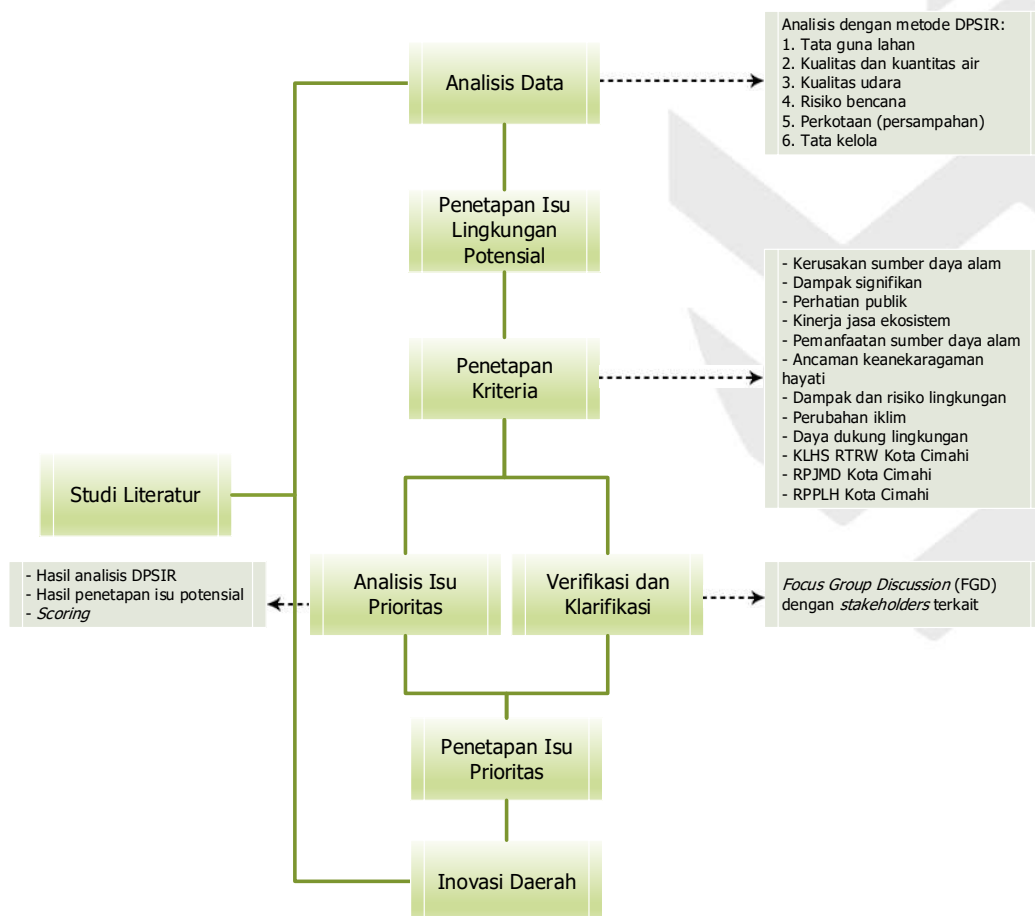 Analisis Data
Analisis dengan metode DPSIR:
1. Tata guna lahan
2. Kualitas dan kuantitas air
3. Kualitas udara
4. Risiko bencana
5. Perkotaan (persampahan)
6. Tata kelola
Penetapan Isu
Lingkungan
Potensial
Penetapan
Kriteria
- Kerusakan sumber daya alam
- Dampak signifikan
- Perhatian publik
- Kinerja jasa ekosistem
- Pemanfaatan sumber daya alam
- Ancaman keanekaragaman
hayati
- Dampak dan risiko lingkungan
- Perubahan iklim
- Daya dukung lingkungan
- KLHS RTRW Kota Cimahi
- RPJMD Kota Cimahi
- RPPLH Kota Cimahi
Studi Literatur
- Hasil analisis DPSIR
- Hasil penetapan isu potensial
- Scoring
Analisis Isu
Prioritas
Verifikasi dan
Klarifikasi
Focus Group Discussion (FGD)
dengan stakeholders terkait
Penetapan Isu
Prioritas
Inovasi Daerah